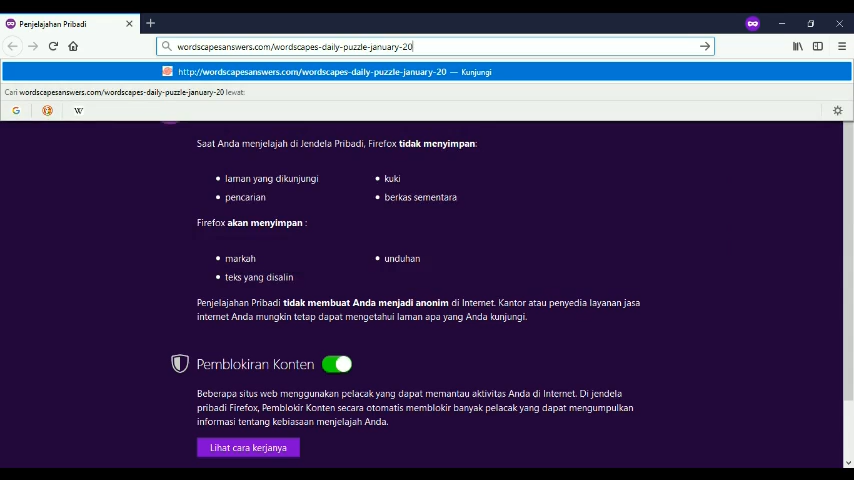 Penjelajahan Pribadi
wordscapesanswers.com/wordscapes-daily-puzzle-january-20
http://wordscapesanswers.com/wordscapes-daily-puzzle-january-20 — Kunjungi
Cari wordscapesanswers.com/wordscapes-daily-puzzle-january-20 lewat:
G
W
Saat Anda menjelajah di Jendela Pribadi, Firefox tidak menyimpan:
laman yang dikunjungi
kuki
pencarian
berkas sementara
Firefox akan menyimpan :
markah
unduhan
teks yang disalin
Penjelajahan Pribadi tidak membuat Anda menjadi anonim di Internet. Kantor atau penyedia layanan jasa
internet Anda mungkin tetap dapat mengetahui laman apa yang Anda kunjungi.
Pemblokiran Konten
Beberapa situs web menggunakan pelacak yang dapat memantau aktivitas Anda di Internet. Di jendela
pribadi Firefox, Pemblokir Konten secara otomatis memblokir banyak pelacak yang dapat mengumpulkan
informasi tentang kebiasaan menjelajah Anda.
Lihat cara kerjanya